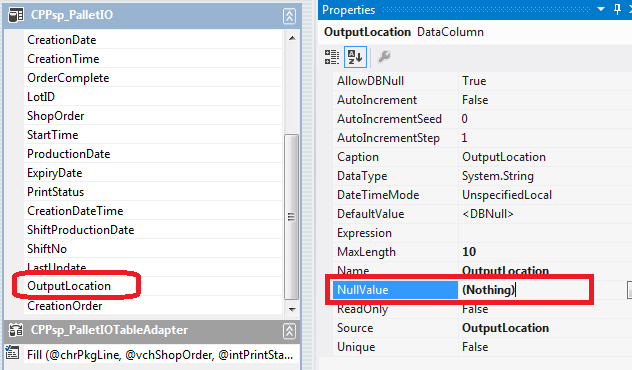 CPPsp_PalletIO
CreationDate
CreationTime
OrderComplete
LotID
ShopOrder
StartTime
ProductionDate
ExpiryDate
PrintStatus
CreationDateTime
ShiftProductionDate
ShiftNo
LastUpdate
OutputLocation
CreationOrder
CPPsp_PalletIOTableAdapter
Fill (@chrPkgLine, @vchShopOrder, @intPrintSta...
Properties
OutputLocation DataColumn
AllowDBNull True
AutoIncrement False
AutoIncrementSeed 0
AutoIncrementStep 1
Caption OutputLocation
DataType System.String
DateTimeMode UnspecifiedLocal
DefaultValue <DBNull>
Expression
MaxLength 10
Name OutputLocation
NullValue (Nothing)
ReadOnly False
Source OutputLocation
Unique False